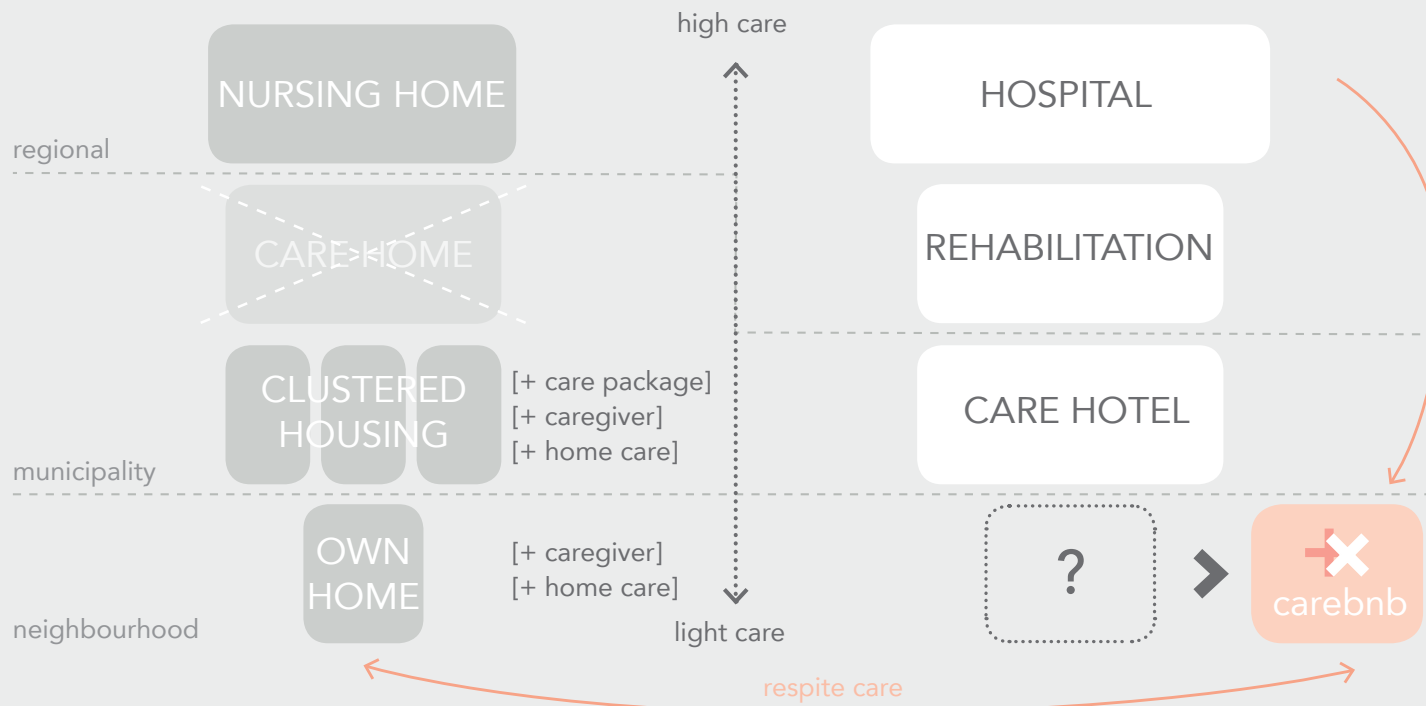 high care
NURSING HOME
HOSPITAL
regional
CARE HOME
REHABILITATION
CLUSTERED
HOUSING
[+ care package]
[+ caregiver]
[+ home care]
CARE HOTEL
municipality
OWN
HOME
[+ caregiver]
[+ home care]
?
carebnb
neighbourhood
light care
respite care